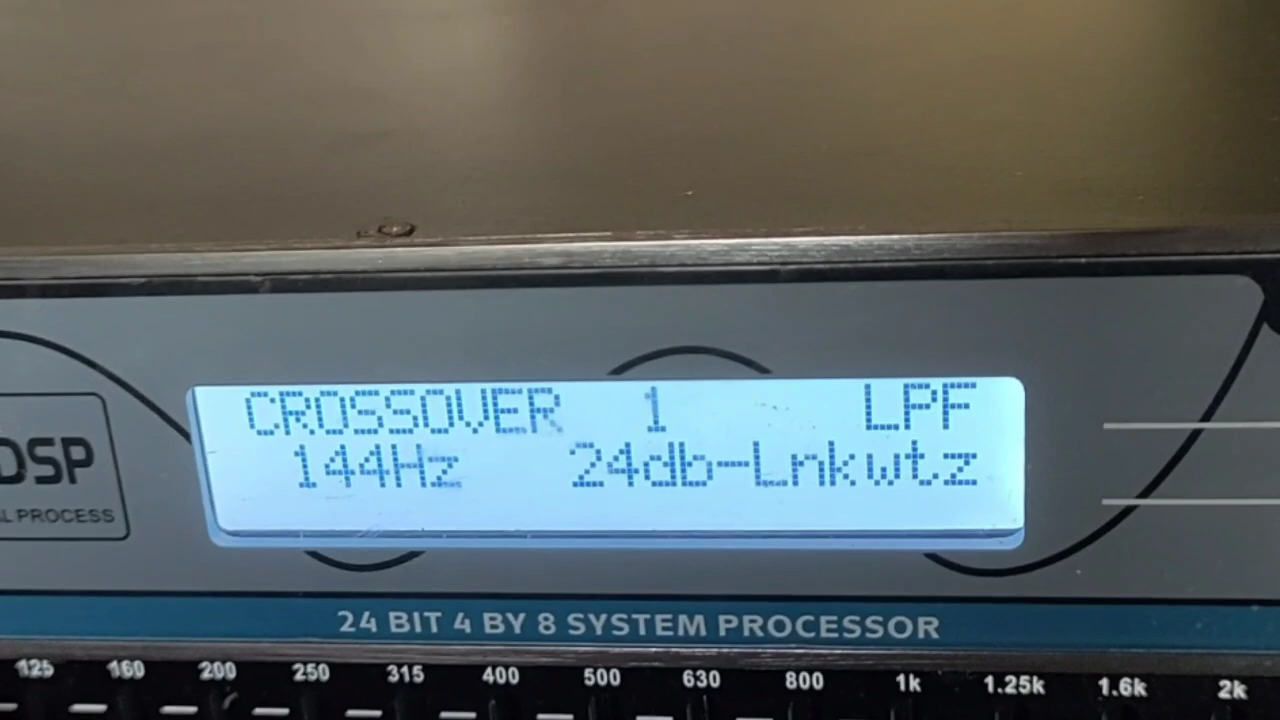 CROSSOVER 1 LPF
144Hz 24db-Lnkwtz
DSP
L PROCESS
24 BIT 4 BY 8 SYSTEM PROCESSOR
125 160 200 250 315 400 500 630 800 1k 1.25k 1.6k 2k